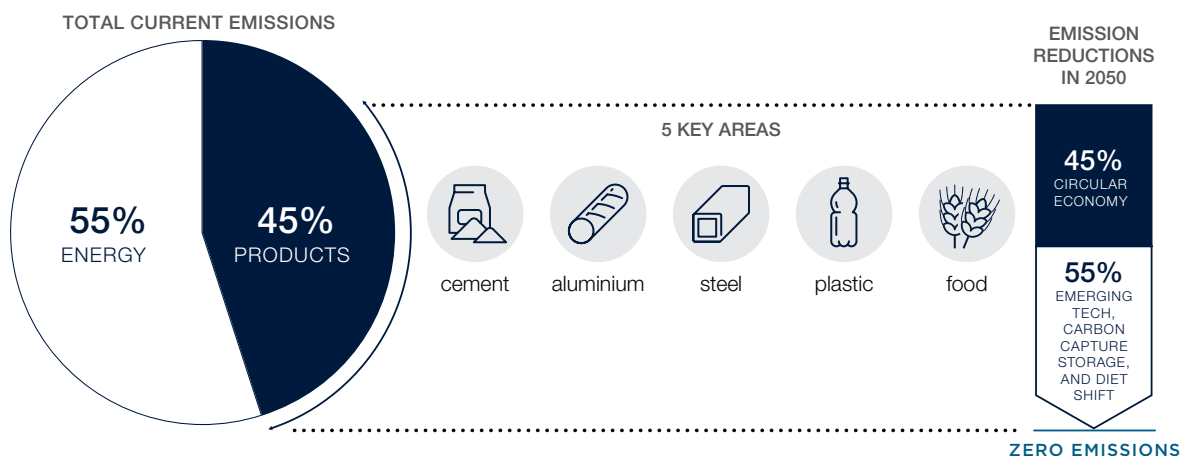 TOTAL CURRENT EMISSIONS
55%
ENERGY
45%
PRODUCTS
5 KEY AREAS
cement
aluminium
steel
plastic
food
EMISSION
REDUCTIONS
IN 2050
45%
CIRCULAR
ECONOMY
55%
EMERGING
TECH,
CARBON
CAPTURE
STORAGE,
AND DIET
SHIFT
ZERO EMISSIONS